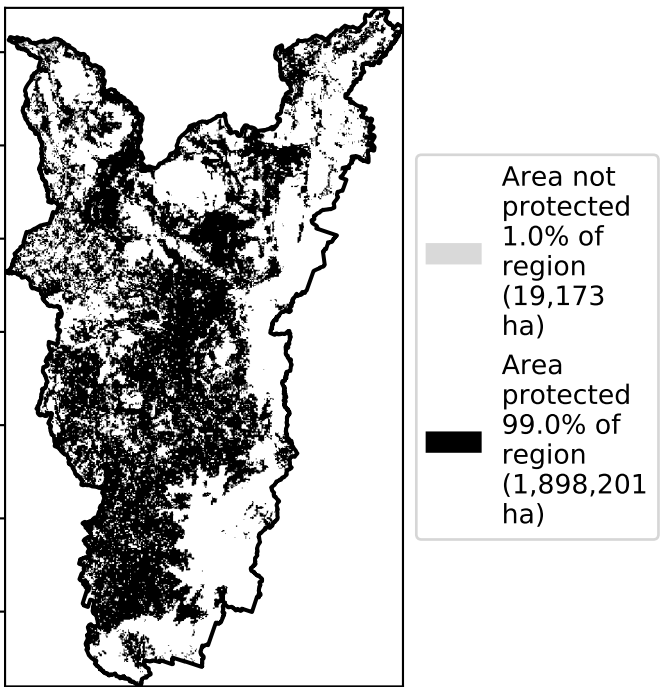 Area not
protected
1.0% of
region
(19,173
ha)
Area
protected
99.0% of
region
(1,898,201
ha)